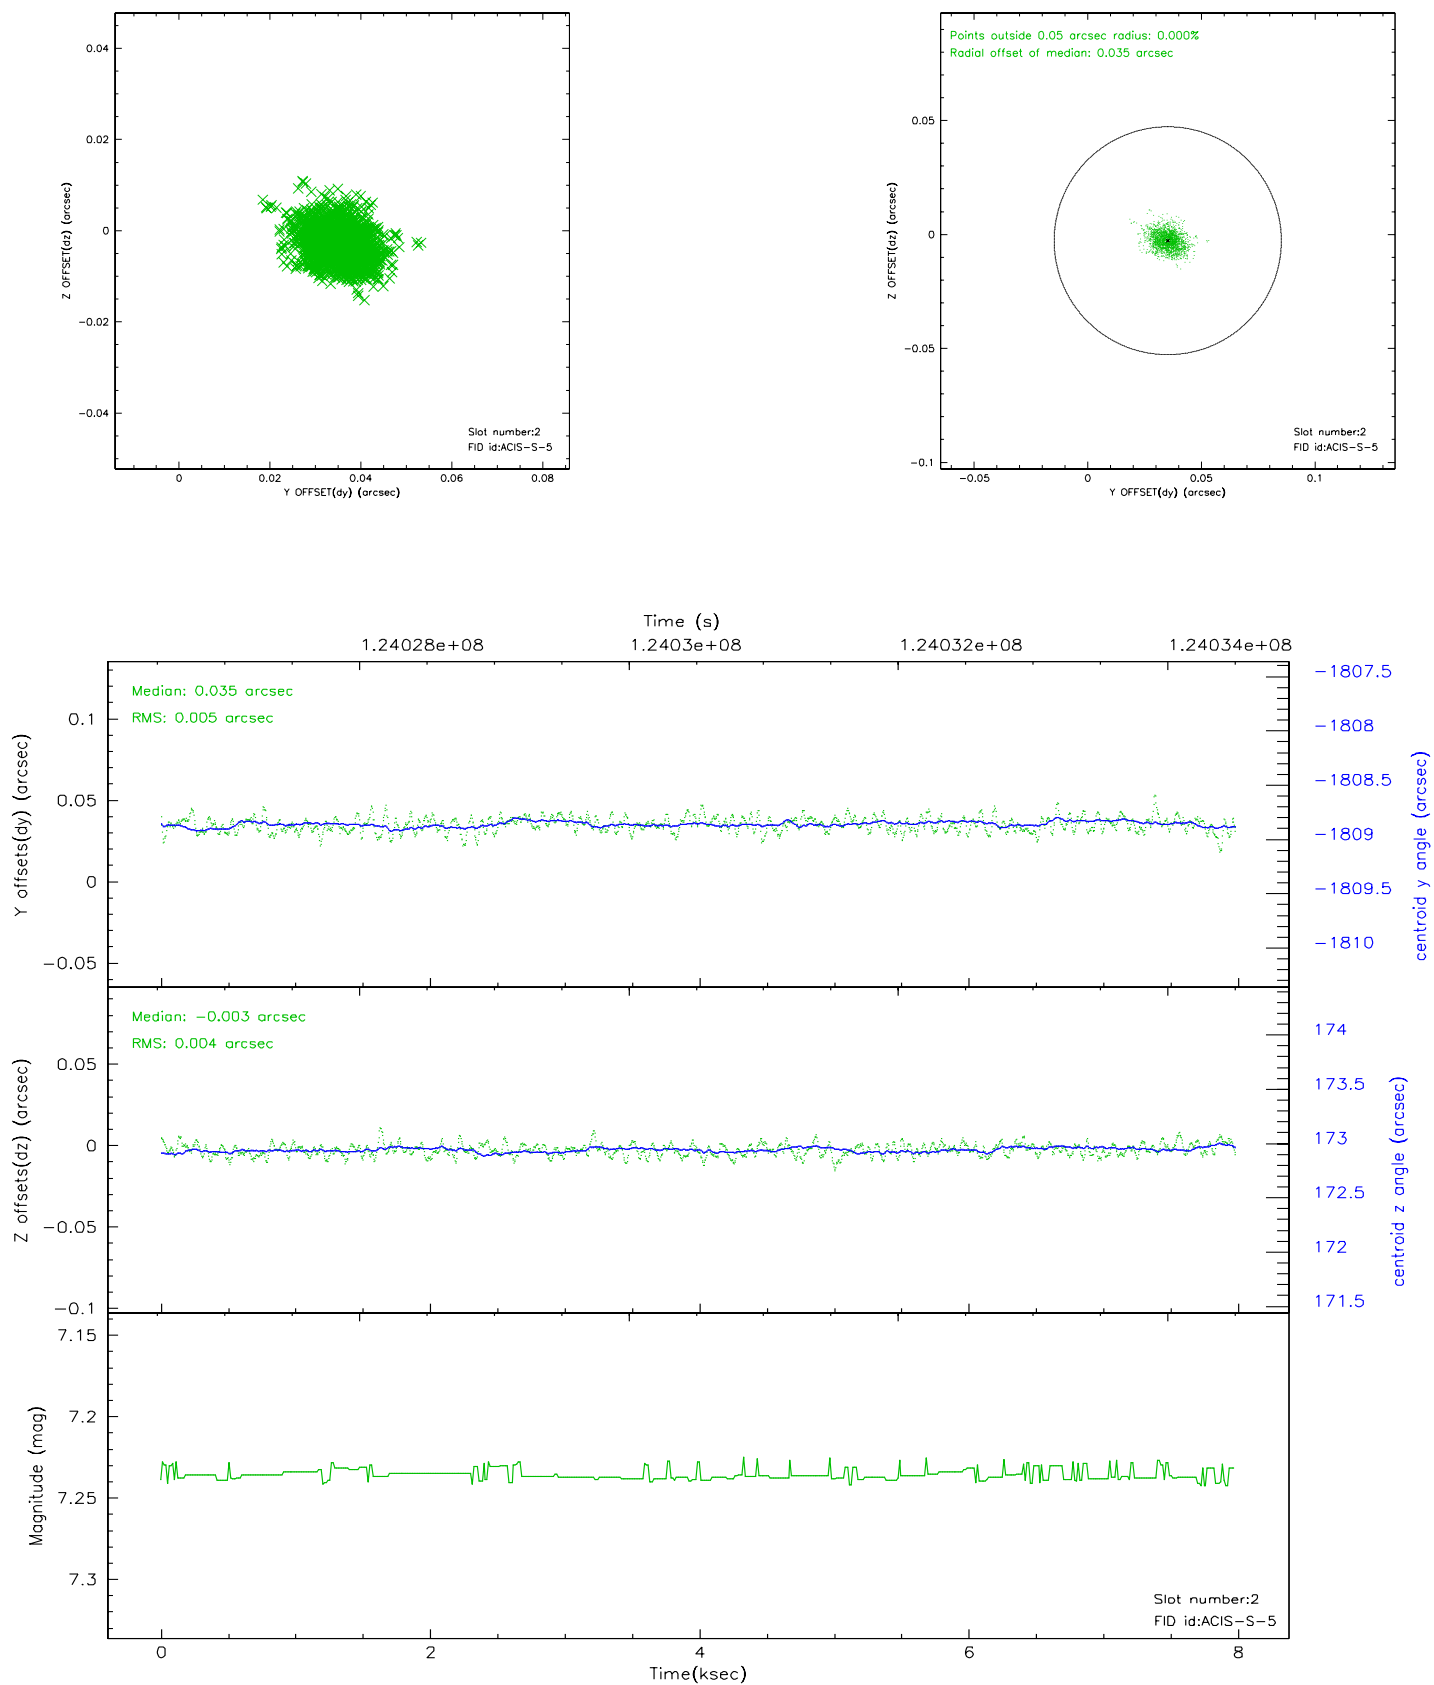 0.04
0.02
0
-0.02
-0.04
Z OFFSET(dz) (arcsec)
Slot number:2
FID id:ACIS-S-5
0 0.02 0.04 0.06 0.08
Y OFFSET(dy) (arcsec)
Points outside 0.05 arcsec radius: 0.000%
Radial offset of median: 0.035 arcsec
0.05
0
-0.05
-0.1
Z OFFSET(dz) (arcsec)
Slot number:2
FID id:ACIS-S-5
-0.05 0 0.05 0.1
Y OFFSET(dy) (arcsec)
Time (s)
1.24028e+08 1.2403e+08 1.24032e+08 1.24034e+08
Median: 0.035 arcsec
RMS: 0.005 arcsec
0.1
0.05
0
-0.05
Y offsets(dy) (arcsec)
-1807.5
-1808
-1808.5
-1809
-1809.5
-1810
centroid y angle (arcsec)
Median: -0.003 arcsec
RMS: 0.004 arcsec
0.05
0
-0.05
-0.1
Z offsets(dz) (arcsec)
174
173.5
173
172.5
172
171.5
centroid z angle (arcsec)
7.15
7.2
7.25
7.3
Magnitude (mag)
Slot number:2
FID id:ACIS-S-5
0 2 4 6 8
Time(ksec)